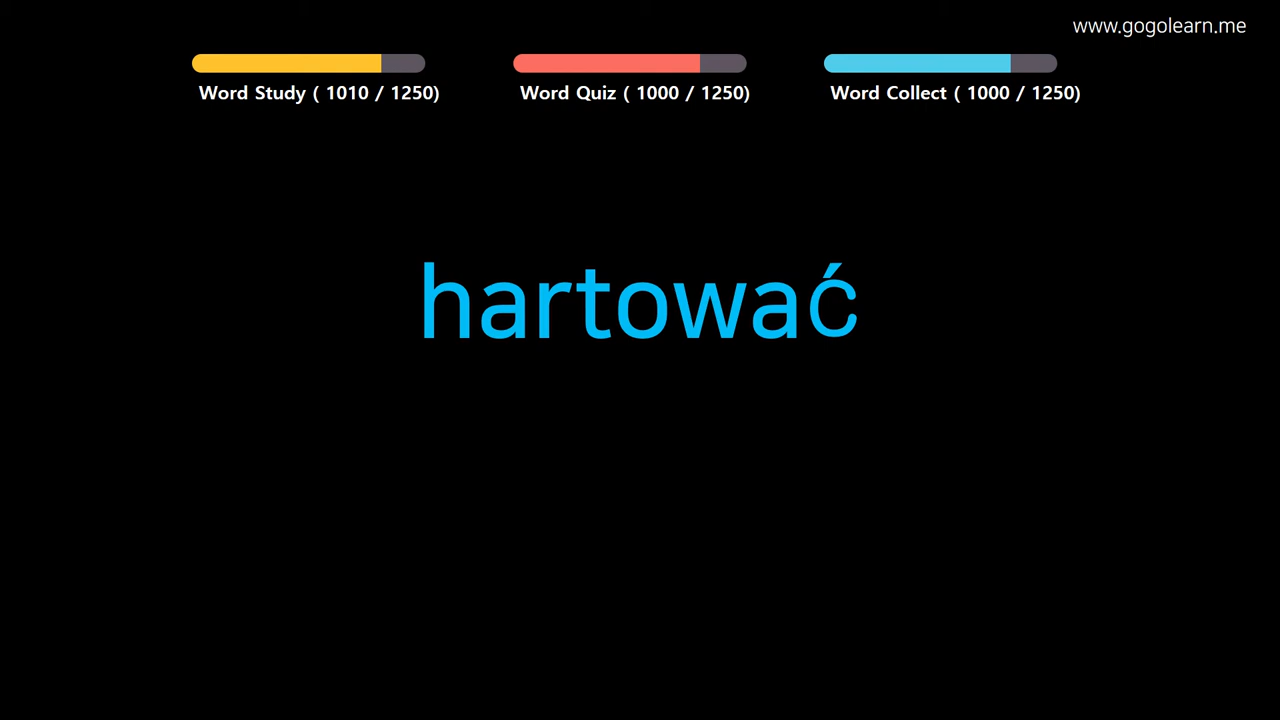 www.gogolearn.me
Word Study ( 1010 / 1250)
Word Quiz ( 1000 / 1250)
Word Collect ( 1000 / 1250)
hartować